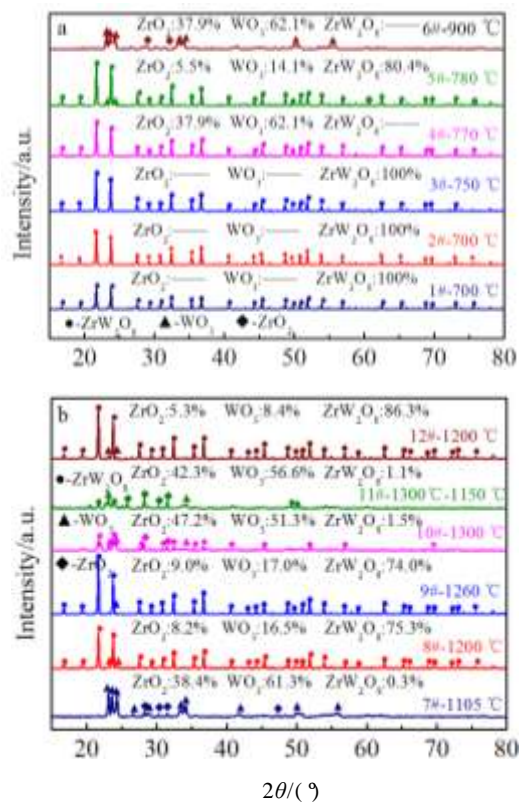 a
ZrO2:37.9% WO3:62.1% ZrW2O8:—— 6#-900 ℃
ZrO2:5.5% WO3:14.1% ZrW2O8:80.4%
5#-780 ℃
ZrO2:37.9% WO3:62.1% ZrW2O8:——
4#-770 ℃
ZrO2:—— WO3:—— ZrW2O8:100%
3#-750 ℃
ZrO2:—— WO3:—— ZrW2O8:100%
2#-700 ℃
ZrO2:—— WO3:—— ZrW2O8:100%
1#-700 ℃
●-ZrW2O8 ▲-WO3 ◆-ZrO2
Intensity/a.u.
20 30 40 50 60 70 80
b
ZrO2:5.3% WO3:8.4% ZrW2O8:86.3%
12#-1200 ℃
ZrO2:42.3% WO3:56.6% ZrW2O8:1.1%
●-ZrW2O8
11#-1300℃-1150 ℃
▲-WO3 ZrO2:47.2% WO3:51.3% ZrW2O8:1.5%
10#-1300 ℃
◆-ZrO2 ZrO2:9.0% WO3:17.0% ZrW2O8:74.0%
9#-1260 ℃
ZrO2:8.2% WO3:16.5% ZrW2O8:75.3%
8#-1200 ℃
ZrO2:38.4% WO3:61.3% ZrW2O8:0.3%
7#-1105 ℃
Intensity/a.u.
20 30 40 50 60 70 80
2θ/(°)